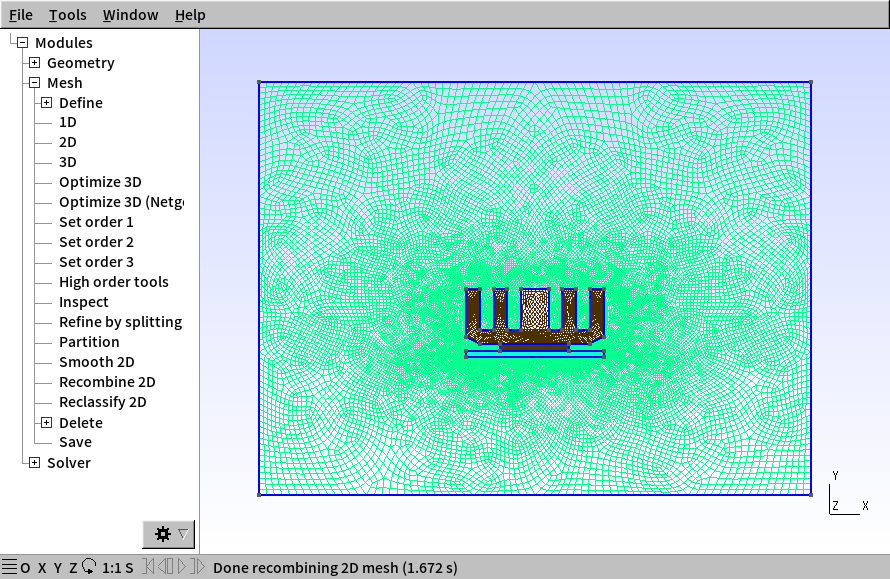 File Tools Window Help
Modules
Geometry
Mesh
Define
1D
2D
3D
Optimize 3D
Optimize 3D (Netg
Set order 1
Set order 2
Set order 3
High order tools
Inspect
Refine by splitting
Partition
Smooth 2D
Recombine 2D
Reclassify 2D
Delete
Save
Solver
Y
Z X
O X Y Z 1:1 S Done recombining 2D mesh (1.672 s)